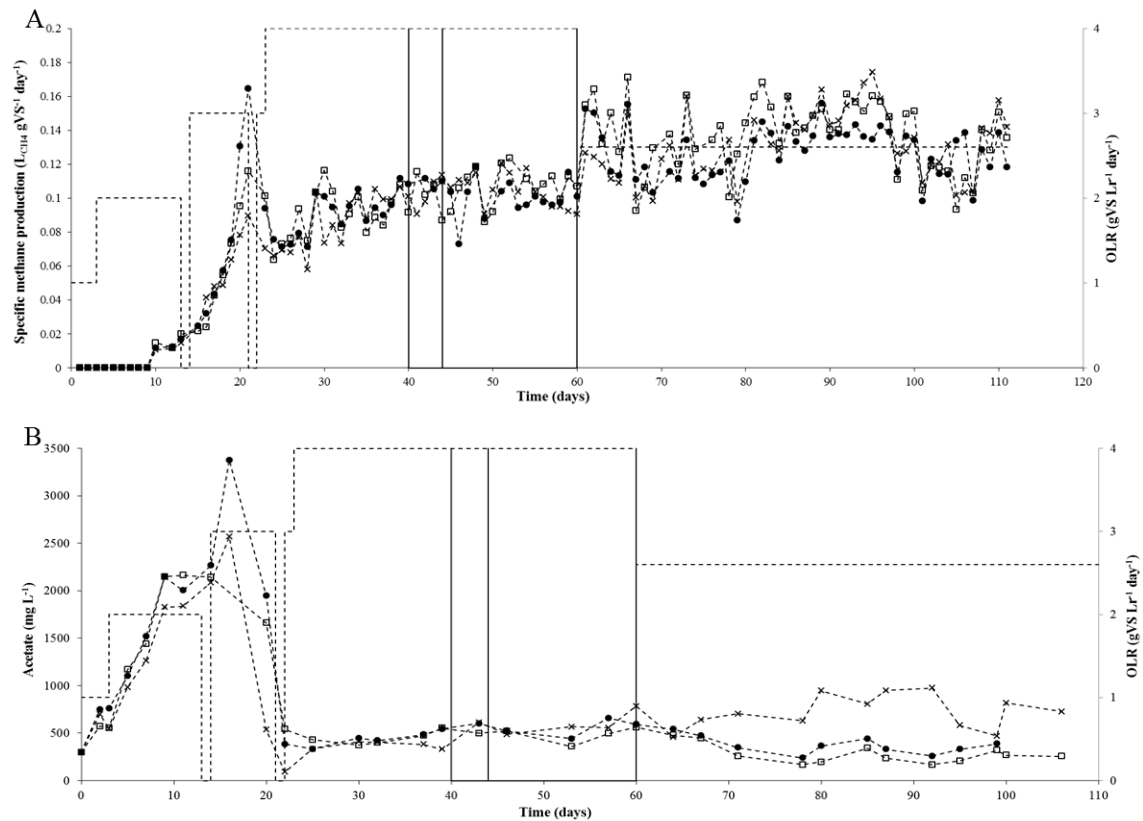 A
Specific methane production (L_CH4 gVS⁻¹ day⁻¹)
0.2
0.18
0.16
0.14
0.12
0.1
0.08
0.06
0.04
0.02
0
4
3
2
1
0
OLR (gVS Lr⁻¹ day⁻¹)
0 10 20 30 40 50 60 70 80 90 100 110 120
Time (days)
B
Acetate (mg L⁻¹)
3500
3000
2500
2000
1500
1000
500
0
4
3
2
1
0
OLR (gVS Lr⁻¹ day⁻¹)
0 10 20 30 40 50 60 70 80 90 100 110
Time (days)